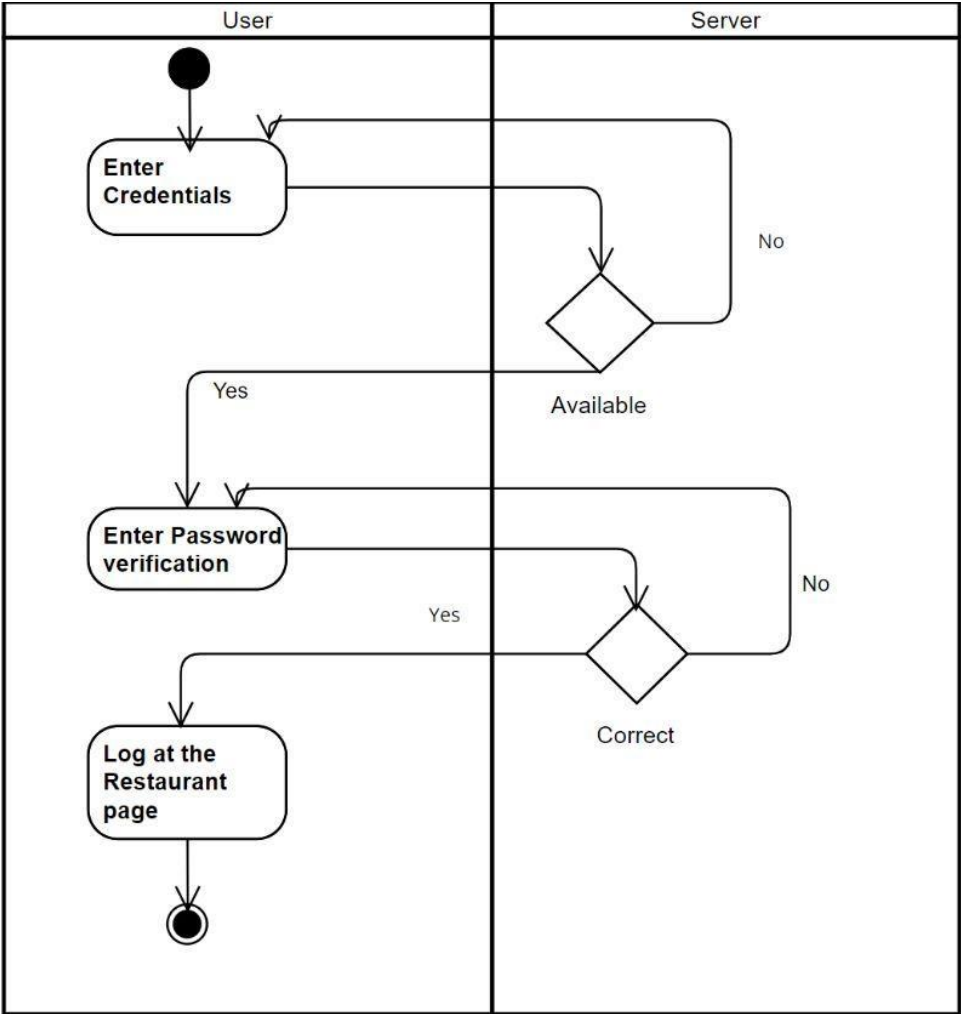 User
Server
Enter
Credentials
No
Yes
Available
Enter Password
verification
No
Yes
Correct
Log at the
Restaurant
page